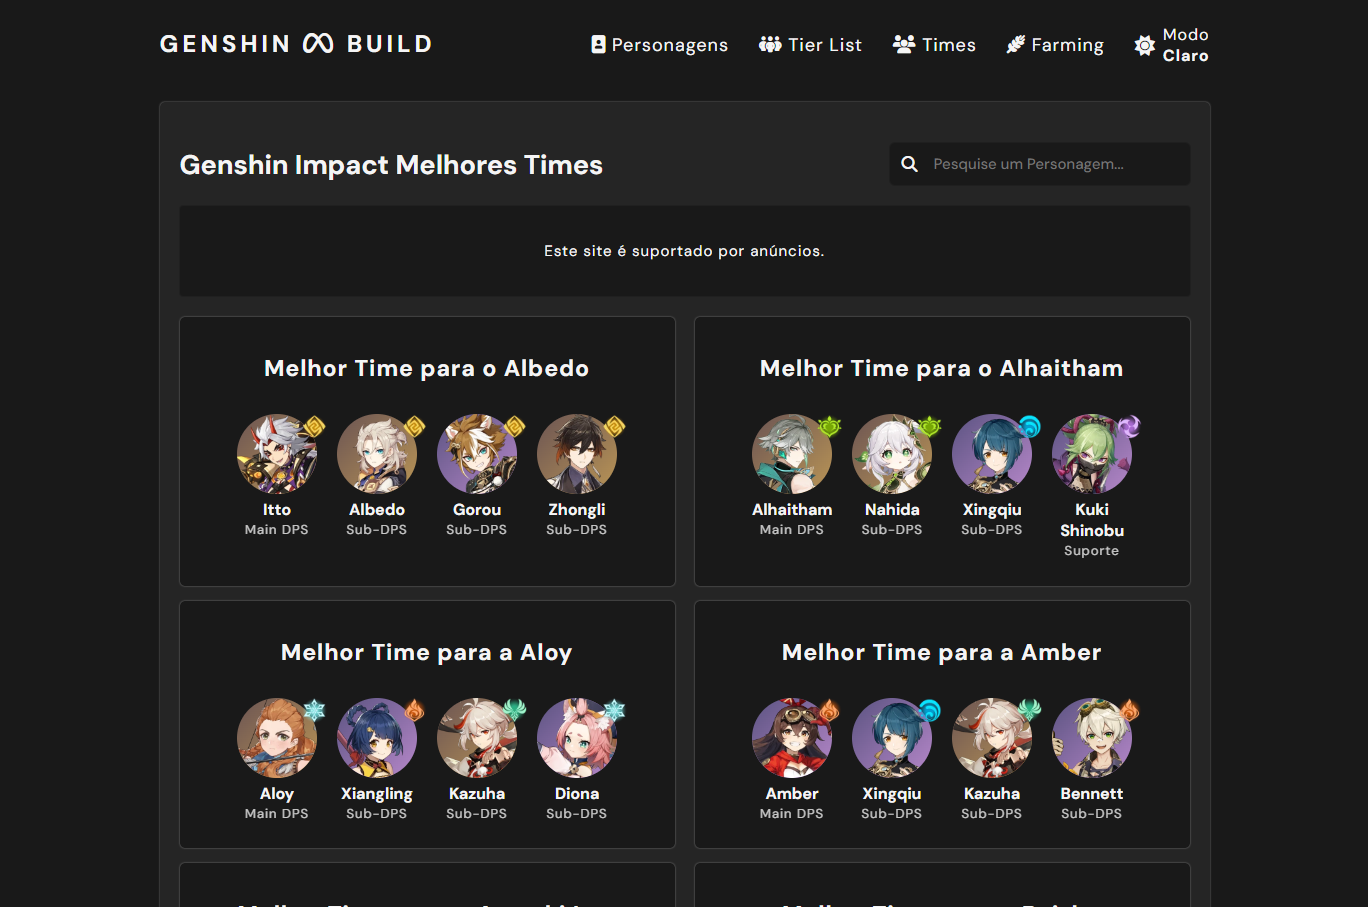 GENSHIN BUILD
Personagens
Tier List
Times
Farming
Modo
Claro
Genshin Impact Melhores Times
Pesquise um Personagem...
Este site é suportado por anúncios.
Melhor Time para o Albedo
Itto
Main DPS
Albedo
Sub-DPS
Gorou
Sub-DPS
Zhongli
Sub-DPS
Melhor Time para o Alhaitham
Alhaitham
Main DPS
Nahida
Sub-DPS
Xingqiu
Sub-DPS
Kuki
Shinobu
Suporte
Melhor Time para a Aloy
Aloy
Main DPS
Xiangling
Sub-DPS
Kazuha
Sub-DPS
Diona
Sub-DPS
Melhor Time para a Amber
Amber
Main DPS
Xingqiu
Sub-DPS
Kazuha
Sub-DPS
Bennett
Sub-DPS